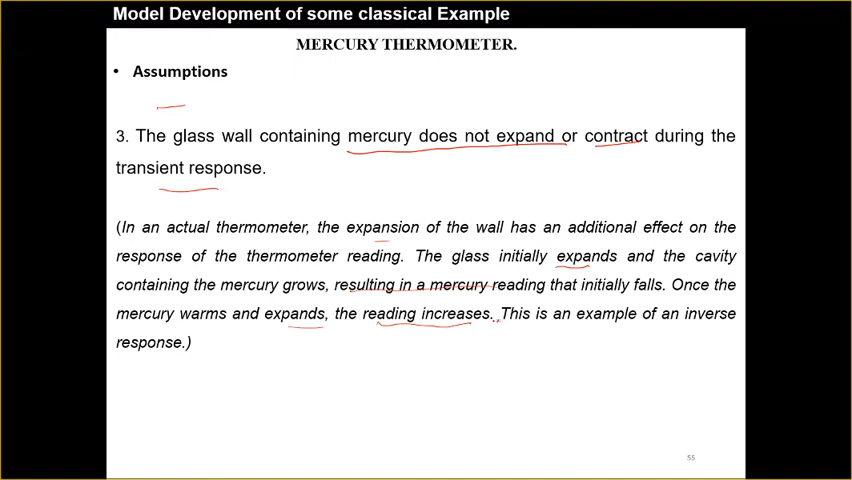 Model Development of some classical Example
MERCURY THERMOMETER.
• Assumptions
3. The glass wall containing mercury does not expand or contract during the
transient response.
(In an actual thermometer, the expansion of the wall has an additional effect on the
response of the thermometer reading. The glass initially expands and the cavity
containing the mercury grows, resulting in a mercury reading that initially falls. Once the
mercury warms and expands, the reading increases. This is an example of an inverse
response.)
55